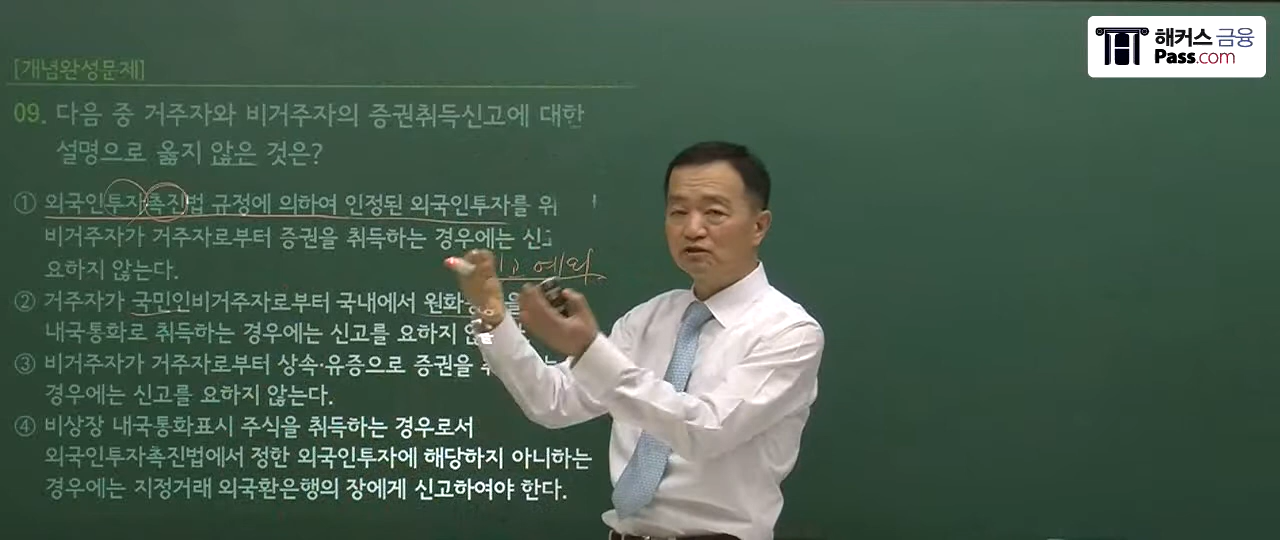 해커스 금융
Pass.com
[개념완성문제]
09. 다음 중 거주자와 비거주자의 증권취득신고에 대한
설명으로 옳지 않은 것은?
① 외국인투자촉진법 규정에 의하여 인정된 외국인투자를 위
비거주자가 거주자로부터 증권을 취득하는 경우에는
요하지 않는다.
예외
② 거주자가 국민인비거주자로부터 국내에서
내국통화로 취득하는 경우에는 신고를 요하지
③ 비거주자가 거주자로부터 상속·유증으로 증권을
경우에는 신고를 요하지 않는다.
④ 비상장 내국통화표시 주식을 취득하는 경우로서
외국인투자촉진법에서 정한 외국인투자에 해당하지 아니하는
경우에는 지정거래 외국환은행의 장에게 신고하여야 한다.